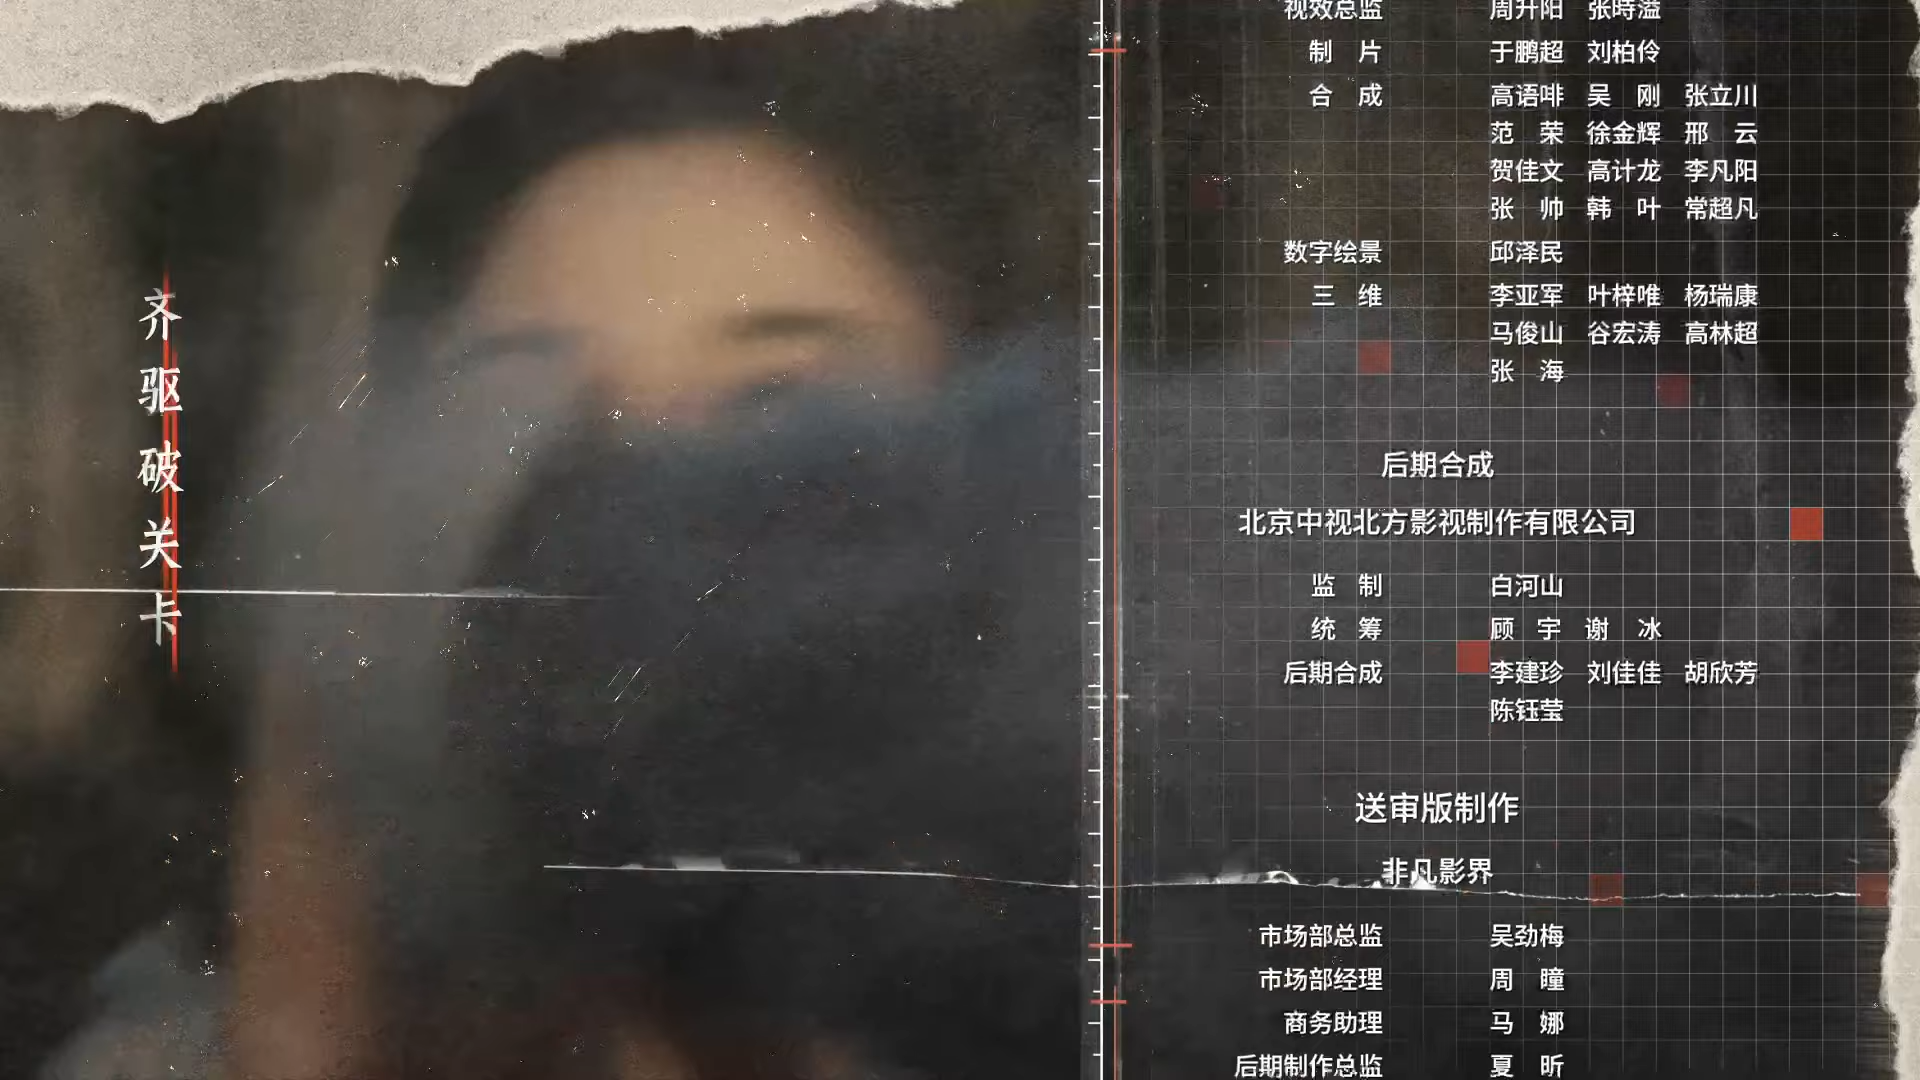 齐驱破关卡
视效总监 周升阳 张時溢
制 片 于鹏超 刘柏伶
合 成 高语啡 吴 刚 张立川
范 荣 徐金辉 邢 云
贺佳文 高计龙 李凡阳
张 帅 韩 叶 常超凡
数字绘景 邱泽民
三 维 李亚军 叶梓唯 杨瑞康
马俊山 谷宏涛 高林超
张 海
后期合成
北京中视北方影视制作有限公司
监 制 白河山
统 筹 顾 宇 谢 冰
后期合成 李建珍 刘佳佳 胡欣芳
陈钰莹
送审版制作
非凡影界
市场部总监 吴劲梅
市场部经理 周 瞳
商务助理 马 娜
后期制作总监 夏 昕